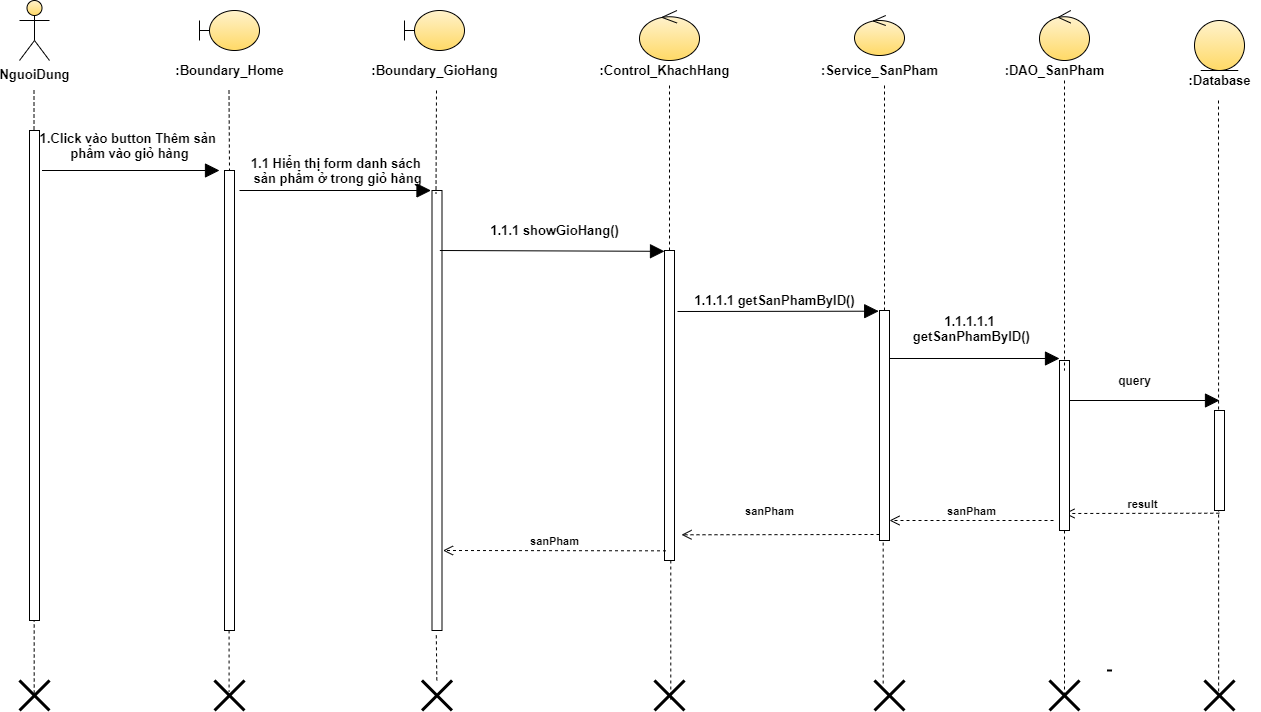 NguoiDung
:Boundary_Home
:Boundary_GioHang
:Control_KhachHang
:Service_SanPham
:DAO_SanPham
:Database
1.Click vào button Thêm sản
phẩm vào giỏ hàng
1.1 Hiển thị form danh sách
sản phẩm ở trong giỏ hàng
1.1.1 showGioHang()
1.1.1.1 getSanPhamByID()
1.1.1.1.1
getSanPhamByID()
query
result
sanPham
sanPham
sanPham
-